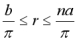 b/π ≤ r ≤ na/π